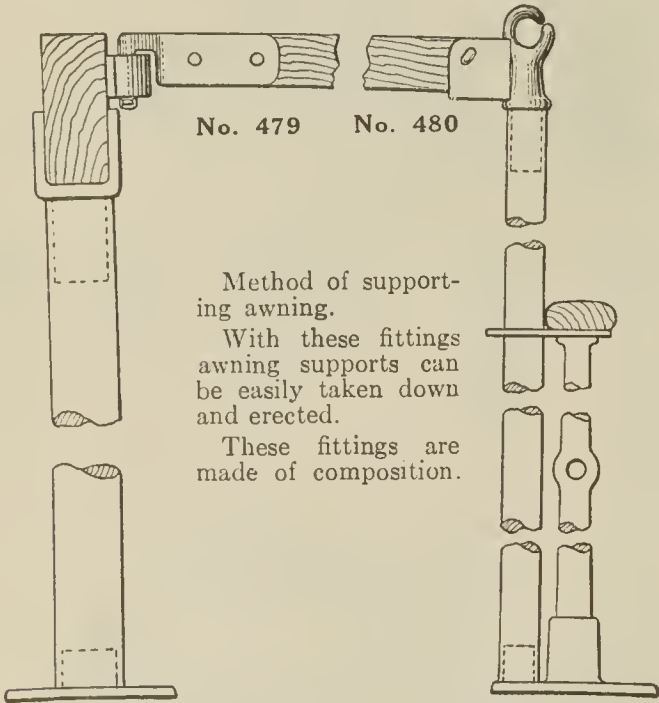 No. 479 No. 480
Method of support-
ing awning.
With these fittings
awning supports can
be easily taken down
and erected.
These fittings are
made of composition.